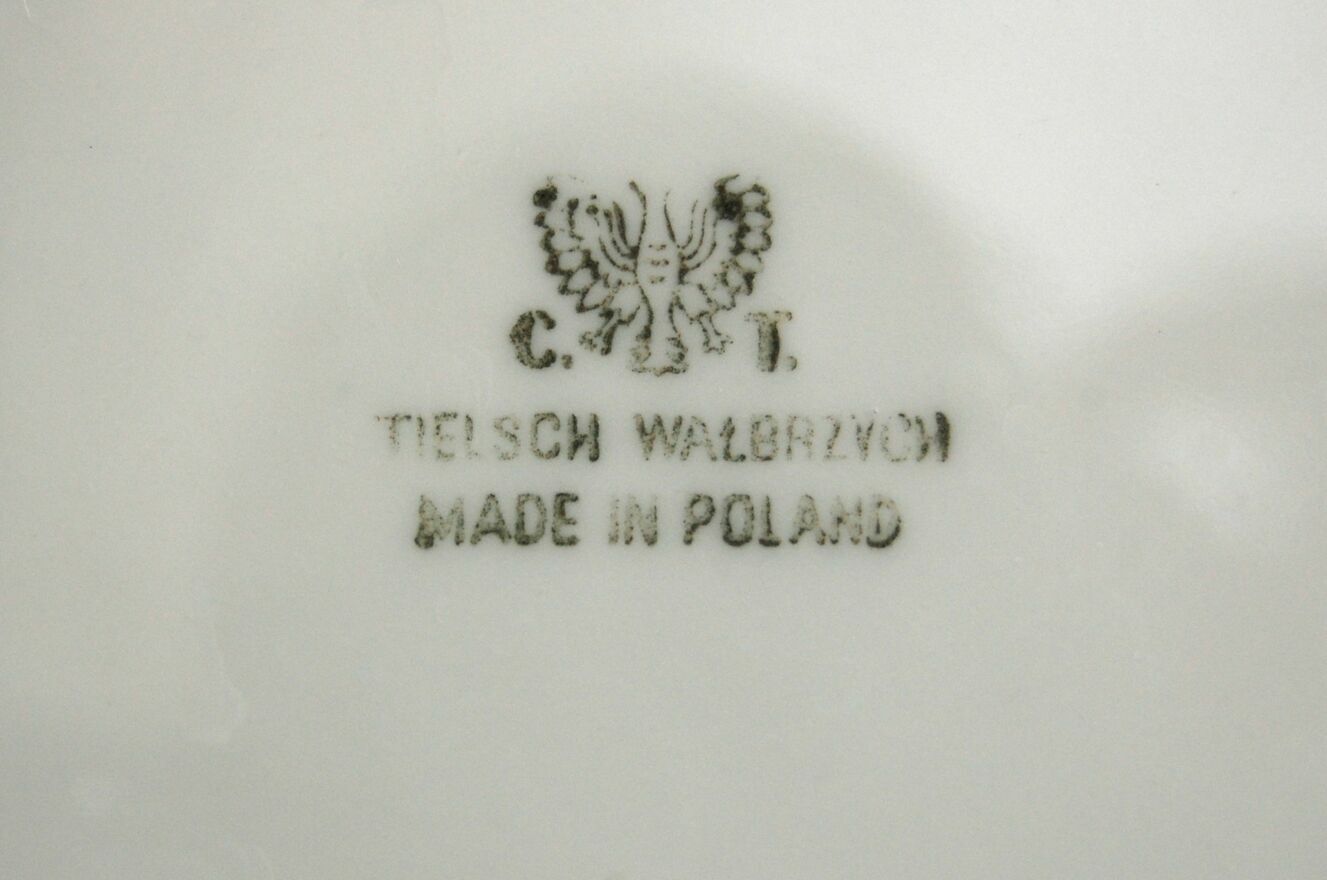 C. T.
TIELSCH WAŁBRZYCH
MADE IN POLAND